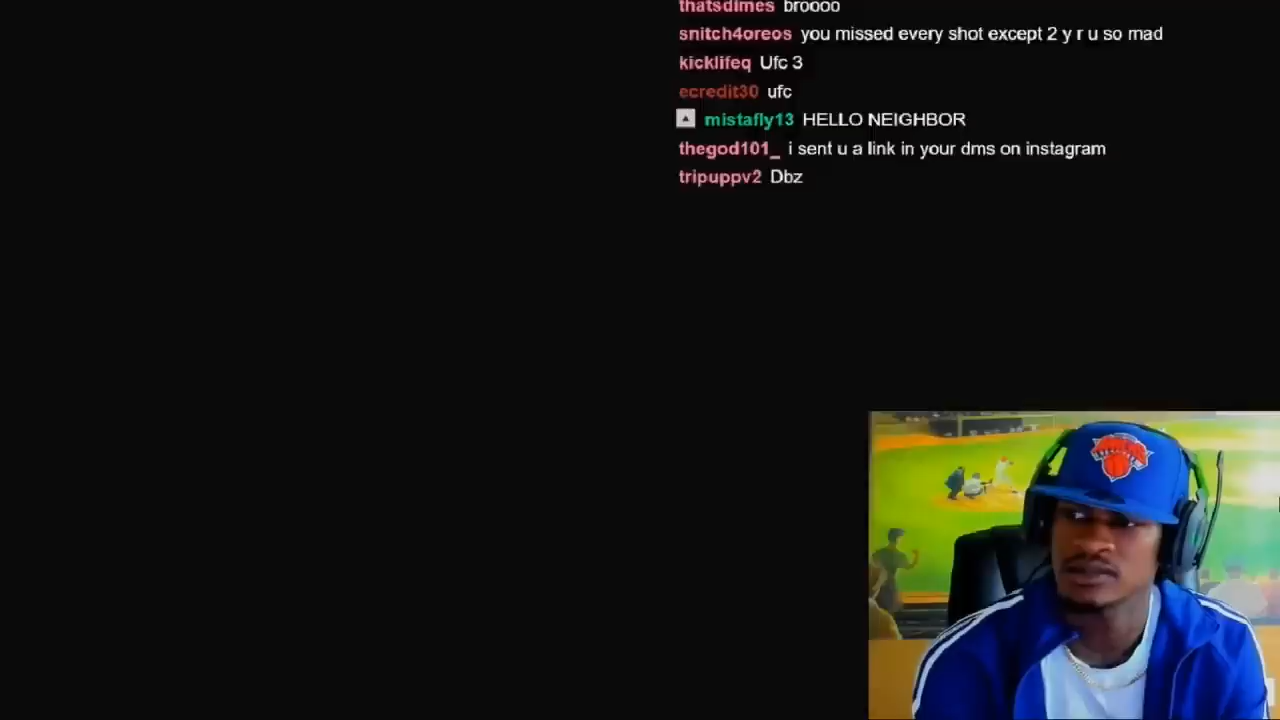 thatsdimes broooo
snitch4oreos you missed every shot except 2 y r u so mad
kicklifeq Ufc 3
ecredit30 ufc
mistafly13 HELLO NEIGHBOR
thegod101_ i sent u a link in your dms on instagram
tripuppv2 Dbz